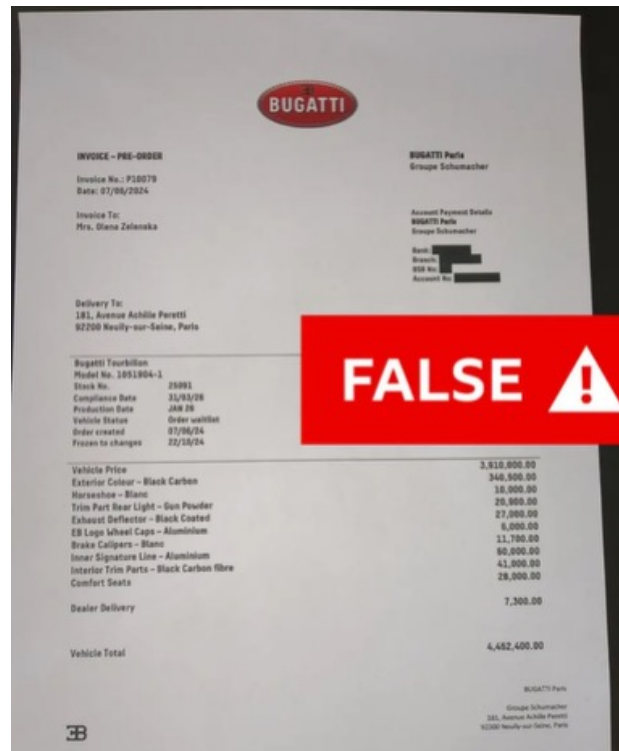 BUGATTI
INVOICE – PRE-ORDER
Invoice No.: P10079
Date: 07/06/2024
Invoice To:
Mrs. Olena Zelenska
BUGATTI Paris
Groupe Schumacher
Account Payment Details
BUGATTI Paris
Groupe Schumacher
Bank:
Branch:
BSB No:
Account No:
Delivery To:
181, Avenue Achille Peretti
92200 Neuilly-sur-Seine, Paris
FALSE
Bugatti Tourbillon
Model No. 1051904-1
Stock No. 25091
Compliance Date 31/03/26
Production Date JAN 26
Vehicle Status Order waitlist
Order created 07/06/24
Frozen to changes 22/10/24
Vehicle Price 3,910,000.00
Exterior Colour – Black Carbon 340,500.00
Horseshoe – Blanc 10,000.00
Trim Part Rear Light – Gun Powder 20,900.00
Exhaust Deflector – Black Coated 27,000.00
EB Logo Wheel Caps – Aluminium 6,000.00
Brake Calipers – Blanc 11,700.00
Inner Signature Line – Aluminium 50,000.00
Interior Trim Parts – Black Carbon fibre 41,000.00
Comfort Seats 28,000.00
Dealer Delivery 7,300.00
Vehicle Total 4,452,400.00
BUGATTI Paris
Groupe Schumacher
181, Avenue Achille Peretti
92200 Neuilly-sur-Seine, Paris
EB